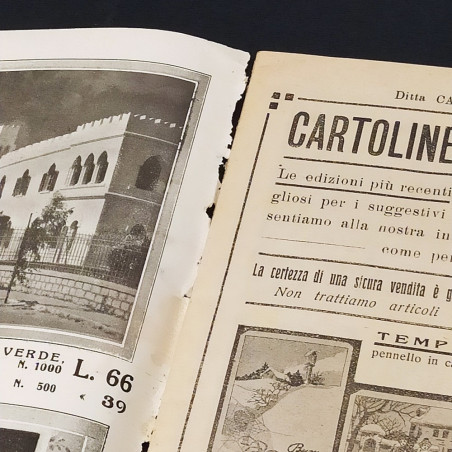 VERDE.
N. 1000 L. 66
N. 500 « 39
Ditta CA
CARTOLINE
Le edizioni più recenti
gliosi per i suggestivi
sentiamo alla nostra in
come per
La certezza di una sicura vendita è g
Non trattiamo articoli
TEMP
pennello in ca